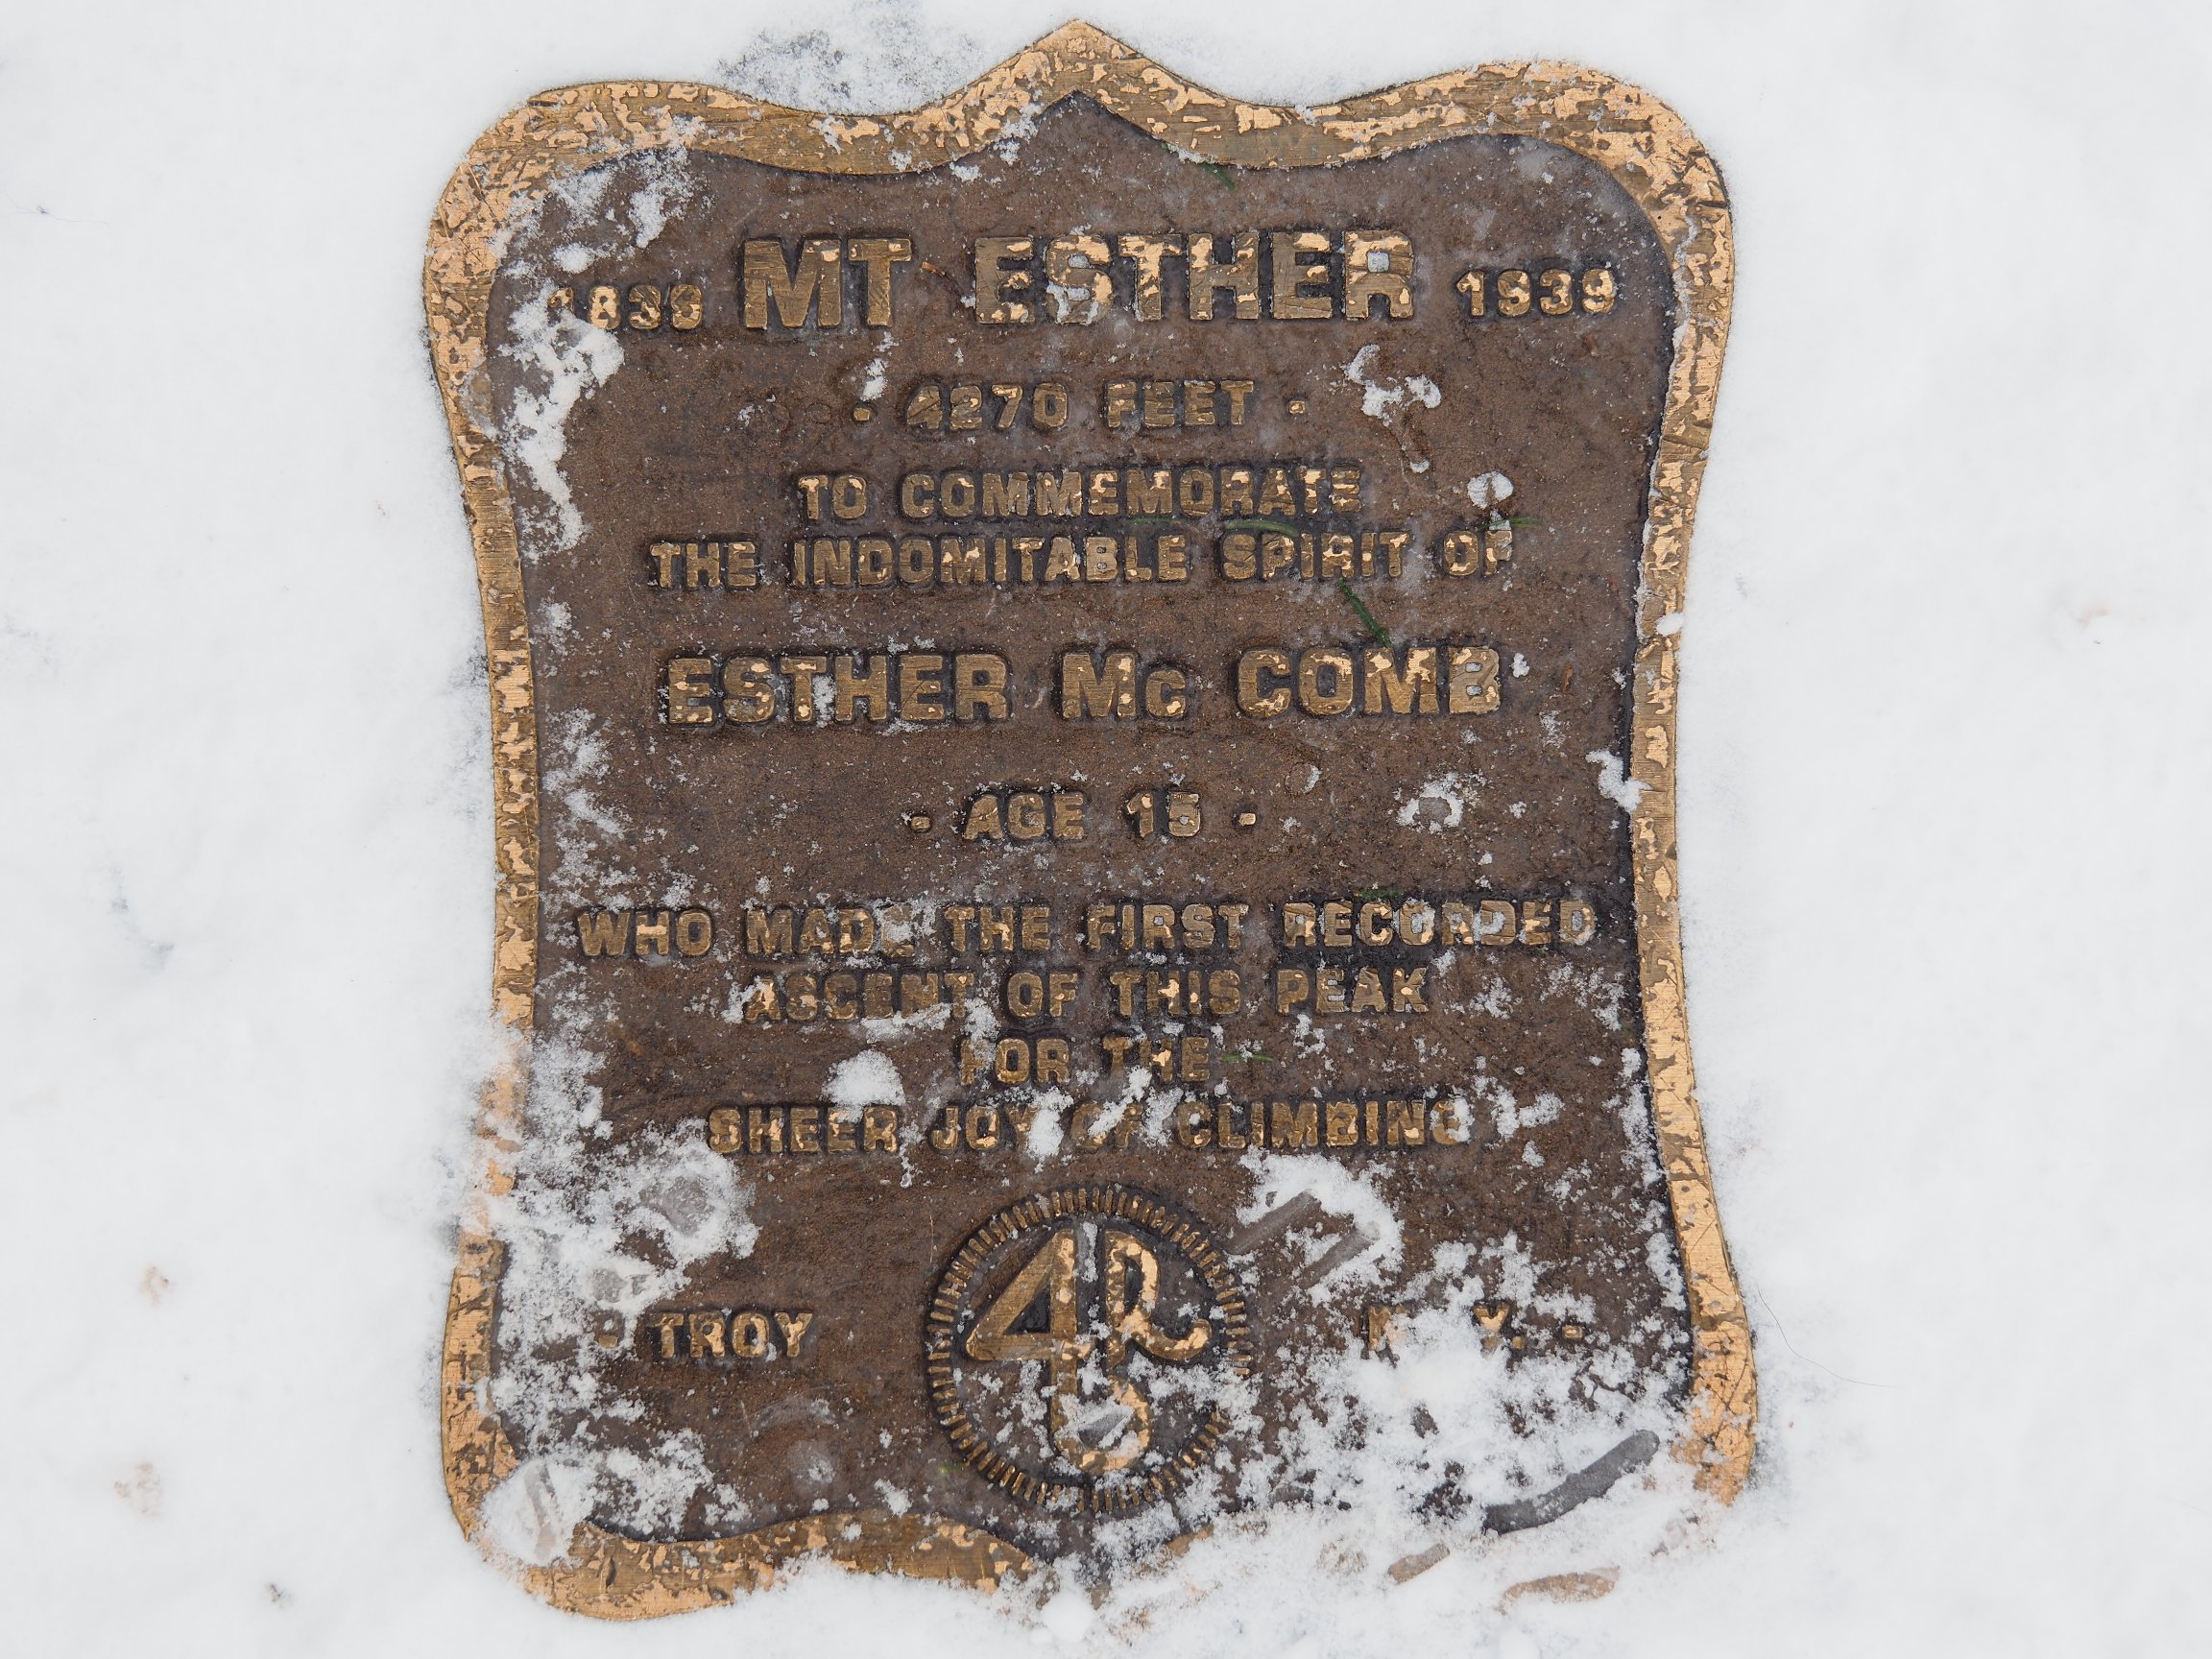 1839 MT ESTHER 1939
· 4270 FEET ·
TO COMMEMORATE
THE INDOMITABLE SPIRIT OF
ESTHER Mc COMB
· AGE 15 ·
WHO MADE THE FIRST RECORDED
ASCENT OF THIS PEAK
FOR THE
SHEER JOY OF CLIMBING
· TROY 46R N. Y. ·